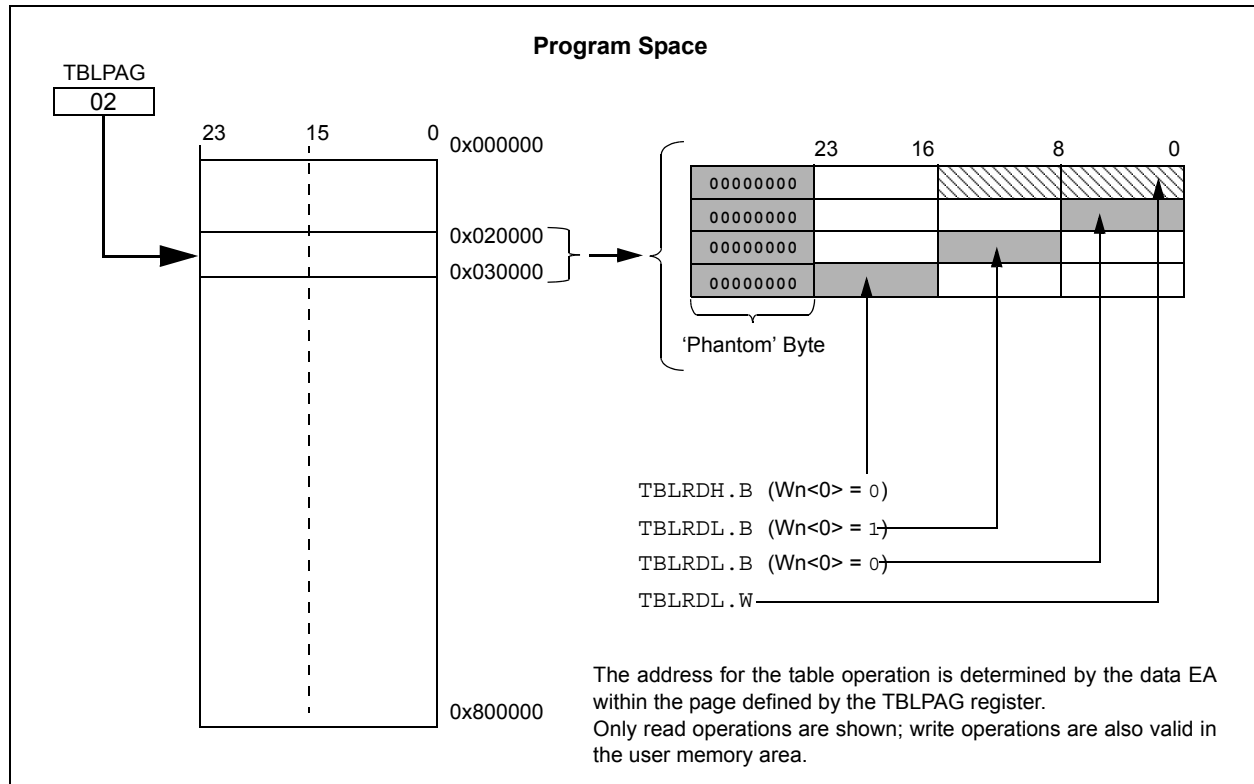 Program Space
TBLPAG
02
23 15 0
0x000000
0x020000
0x030000
0x800000
23 16 8 0
00000000
00000000
00000000
00000000
‘Phantom’ Byte
TBLRDH.B (Wn<0> = 0)
TBLRDL.B (Wn<0> = 1)
TBLRDL.B (Wn<0> = 0)
TBLRDL.W
The address for the table operation is determined by the data EA
within the page defined by the TBLPAG register.
Only read operations are shown; write operations are also valid in
the user memory area.